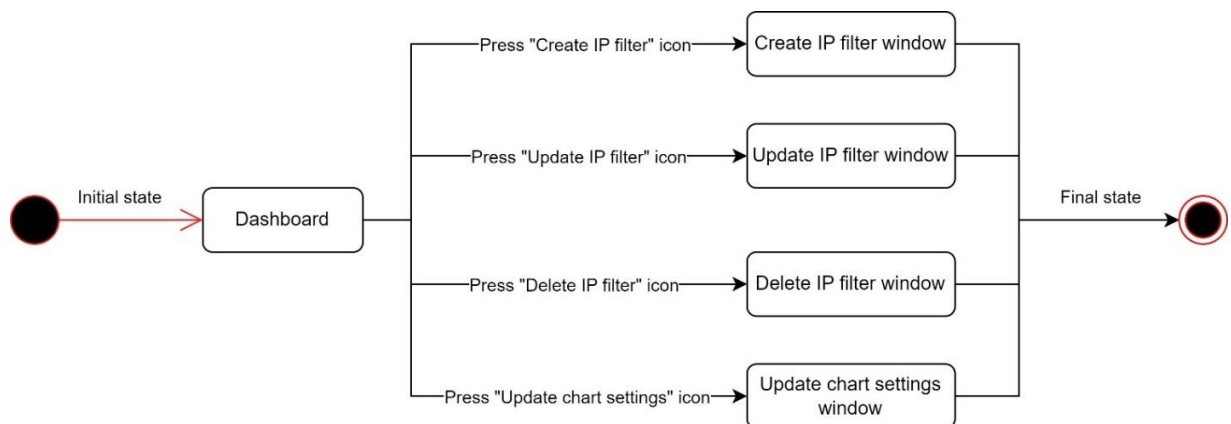 Press "Create IP filter" icon
Create IP filter window
Press "Update IP filter" icon
Update IP filter window
Initial state
Dashboard
Final state
Press "Delete IP filter" icon
Delete IP filter window
Press "Update chart settings" icon
Update chart settings
window